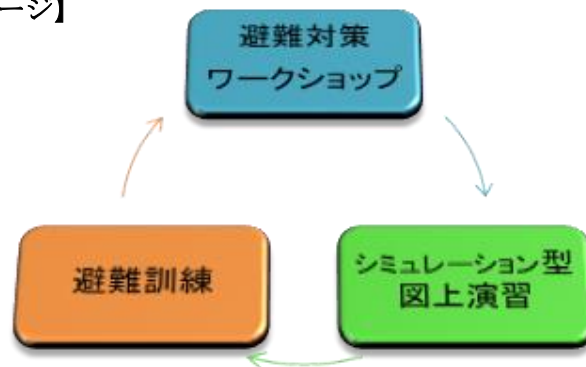 ージ】
避難対策
ワークショップ
避難訓練
シミュレーション型
図上演習